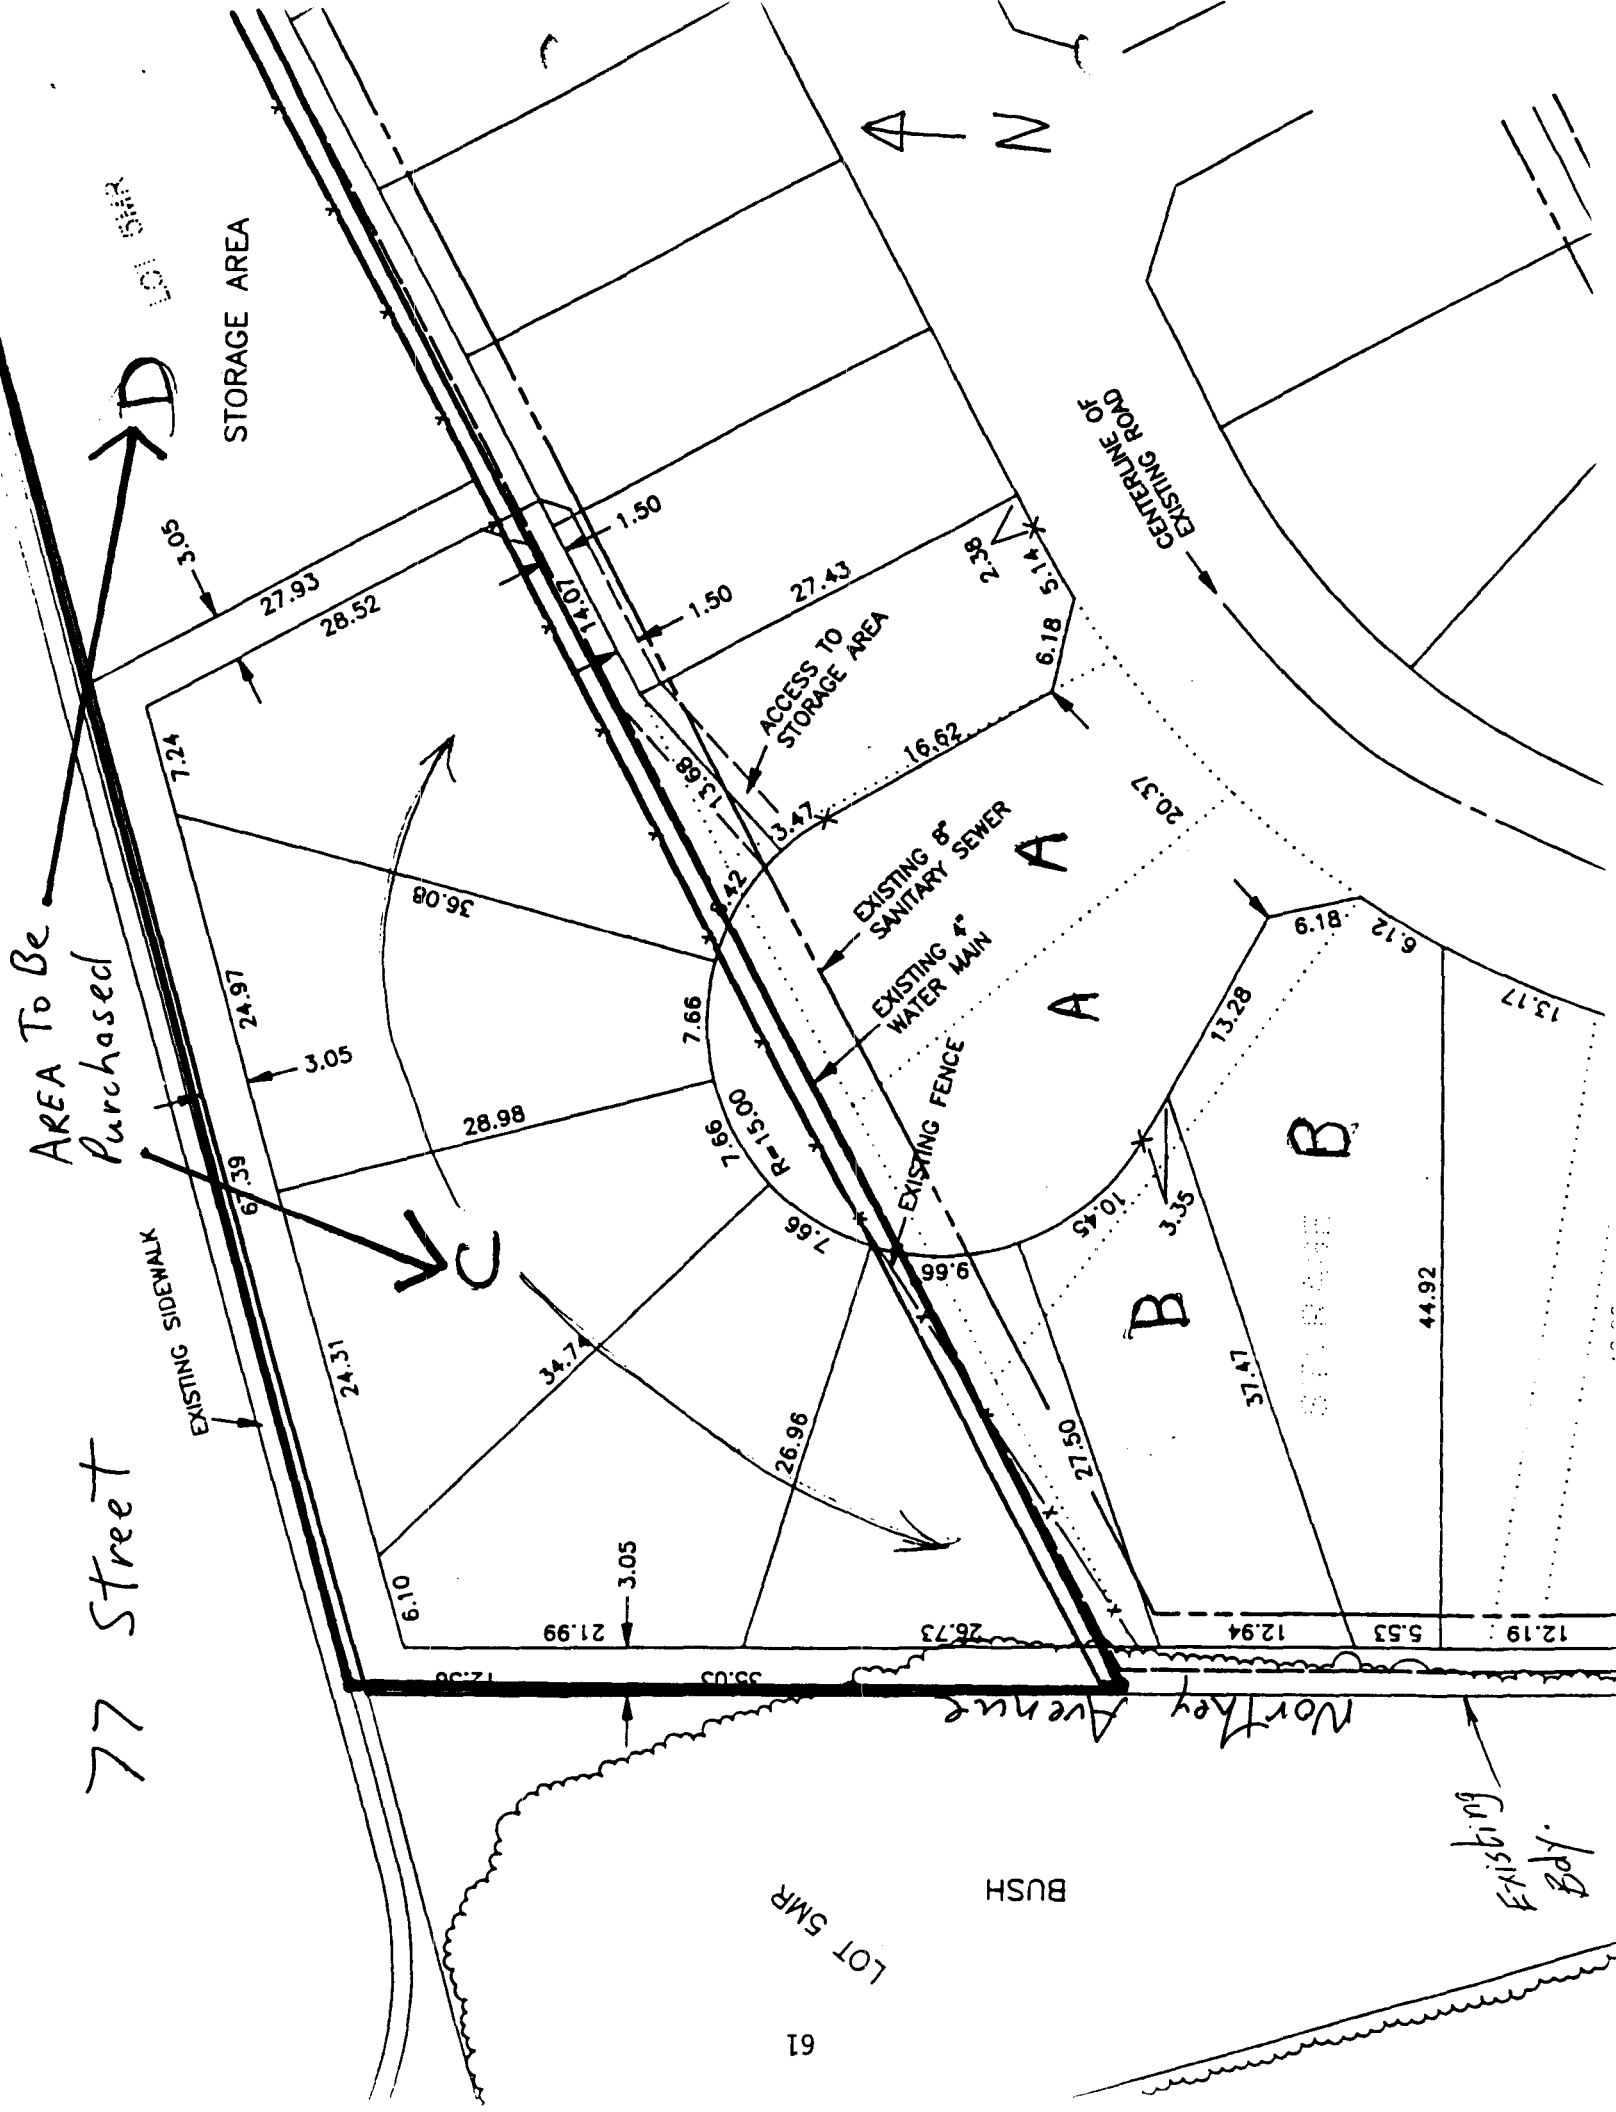 77 Street
AREA To Be
Purchased
D
STORAGE AREA
EXISTING SIDEWALK
3.05
27.93
28.52
7.24
36.08
24.97
3.05
67.39
28.98
24.31
34.74
6.10
3.05
21.99
26.73
26.96
C
7.66
R=15.00
7.66
7.66
9.66
8.42
13.68
14.07
3.47
1.50
1.50
27.43
2.38
5.14
6.18
16.62
ACCESS TO
STORAGE AREA
N
CENTERLINE OF
EXISTING ROAD
EXISTING 8"
SANITARY SEWER
EXISTING 4"
WATER MAIN
EXISTING FENCE
A
A
20.37
6.18
6.12
13.28
13.17
10.45
3.35
B
B
27.50
37.47
44.92
12.94
5.53
12.19
35.03
Northey Avenue
Existing
Bdy.
LOT 5MR
BUSH
61